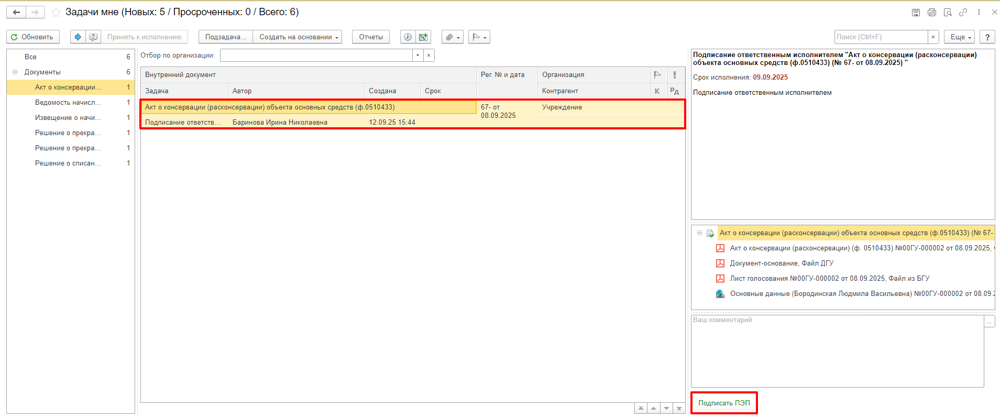 Задачи мне (Новых: 5 / Просроченных: 0 / Всего: 6)
Обновить
Принять к исполнению
Подзадача...
Создать на основании
Отчеты
Поиск (Ctrl+F)
×
Еще
?
Все 6
Документы 6
Акт о консервации... 1
Ведомость начисл... 1
Извещение о начи... 1
Решение о прекра... 1
Решение о прекра... 1
Решение о списан... 1
Отбор по организации:
Внутренний документ Рег. № и дата Организация
Задача Автор Создана Срок Контрагент К Рд
Акт о консервации (расконсервации) объекта основных средств (ф.0510433) 67- от Учреждение
08.09.2025
Подписание ответств... Баринова Ирина Николаевна 12.09.25 15:44
Подписание ответственным исполнителем "Акт о консервации (расконсервации)
объекта основных средств (ф.0510433) (№ 67- от 08.09.2025) "
Срок исполнения: 09.09.2025
Подписание ответственным исполнителем
Акт о консервации (расконсервации) объекта основных средств (ф.0510433) (№ 67-
Акт о консервации (расконсервации) (ф. 0510433) №00ГУ-000002 от 08.09.2025,
Документ-основание, Файл ДГУ
Лист голосования №00ГУ-000002 от 08.09.2025, Файл из БГУ
Основные данные (Бородинская Людмила Васильевна) №00ГУ-000002 от 08.09.2
Ваш комментарий
...
Подписать ПЭП